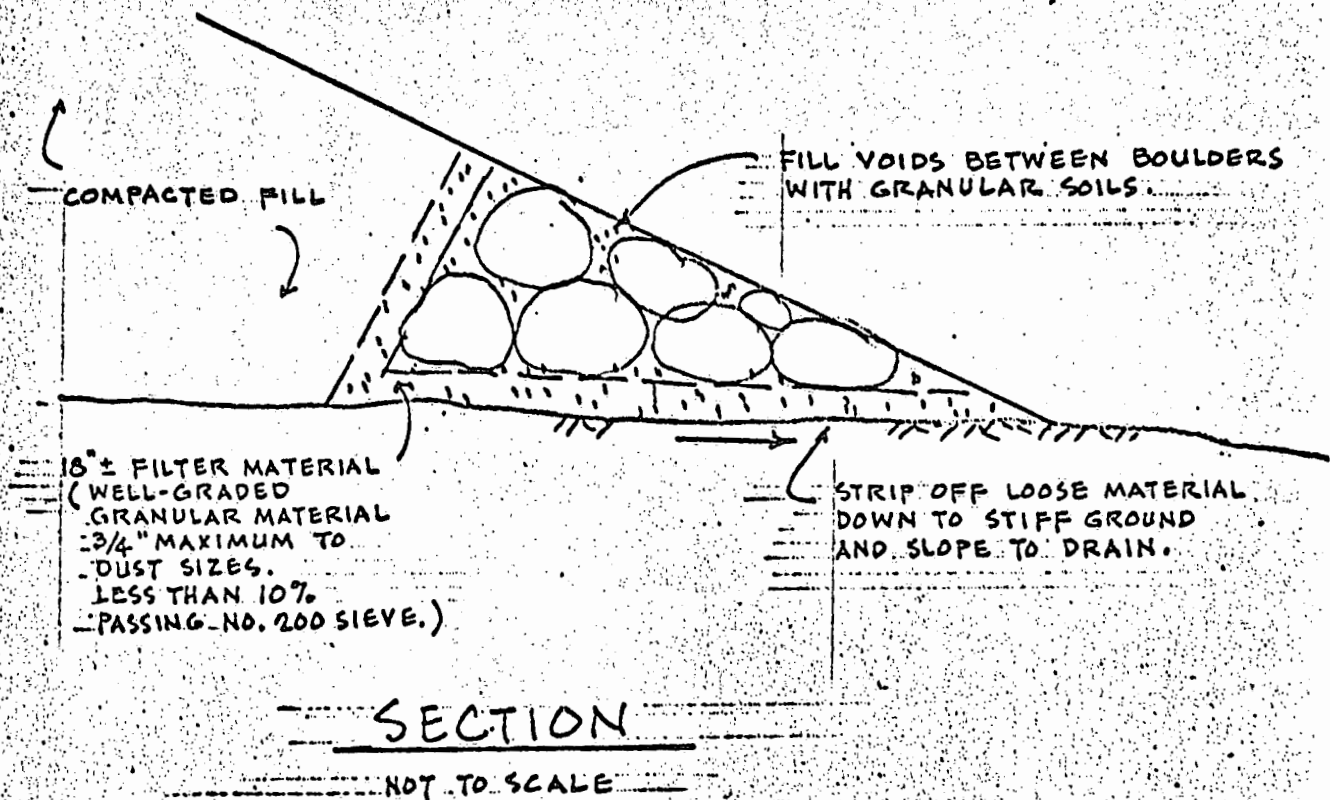 COMPACTED FILL
FILL VOIDS BETWEEN BOULDERS
WITH GRANULAR SOILS.
18"± FILTER MATERIAL
(WELL-GRADED
GRANULAR MATERIAL
3/4" MAXIMUM TO
DUST SIZES.
LESS THAN 10%
PASSING NO. 200 SIEVE.)
STRIP OFF LOOSE MATERIAL
DOWN TO STIFF GROUND
AND SLOPE TO DRAIN.
SECTION
NOT TO SCALE